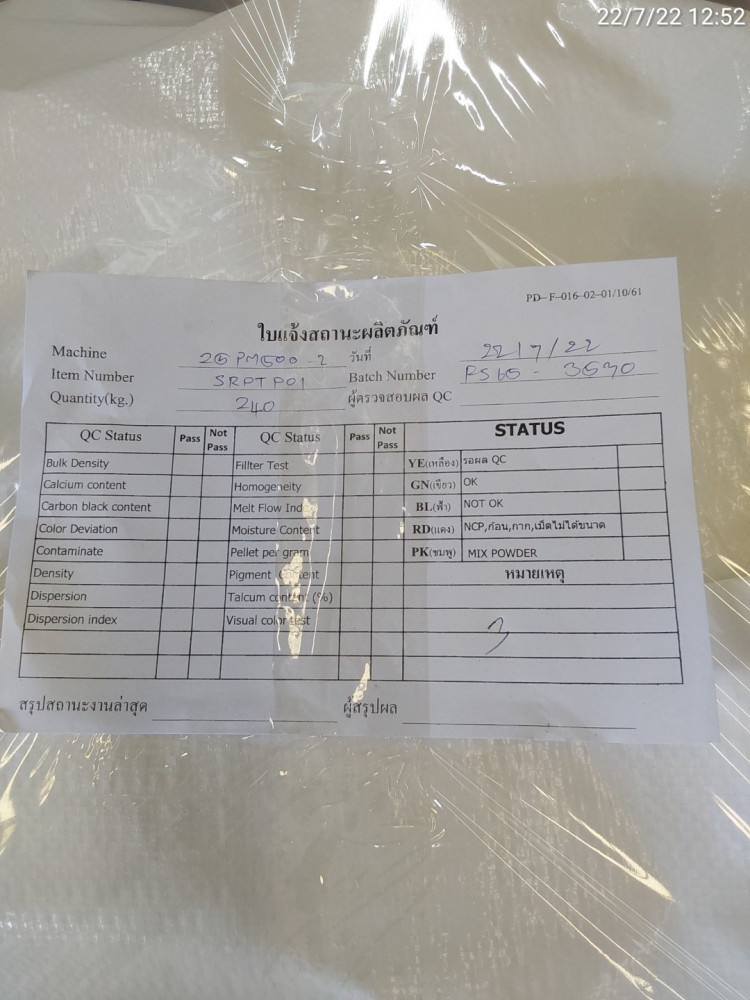 22/7/22 12:52
PD-F-016-02-01/10/61
ใบแจ้งสถานะผลิตภัณฑ์
Machine วันที่ 22/7/22
Item Number SRPTP01 Batch Number
Quantity(kg.) 240 ผู้ตรวจสอบผล QC
QC Status Pass Not Pass QC Status Pass Not Pass STATUS
Bulk Density Fillter Test YE(เหลือง) รอผล QC
Calcium content Homogeneity GN(เขียว) OK
Carbon black content Melt Flow Index BL(ฟ้า) NOT OK
Color Deviation Moisture Content RD(แดง) NCP,ก้อน,กาก,เม็ดไม่ได้ขนาด
Contaminate Pellet per gram PK(ชมพู) MIX POWDER
Density Pigment Content หมายเหตุ
Dispersion Talcum content (%)
Dispersion index Visual color test 3
สรุปสถานะงานล่าสุด ผู้สรุปผล